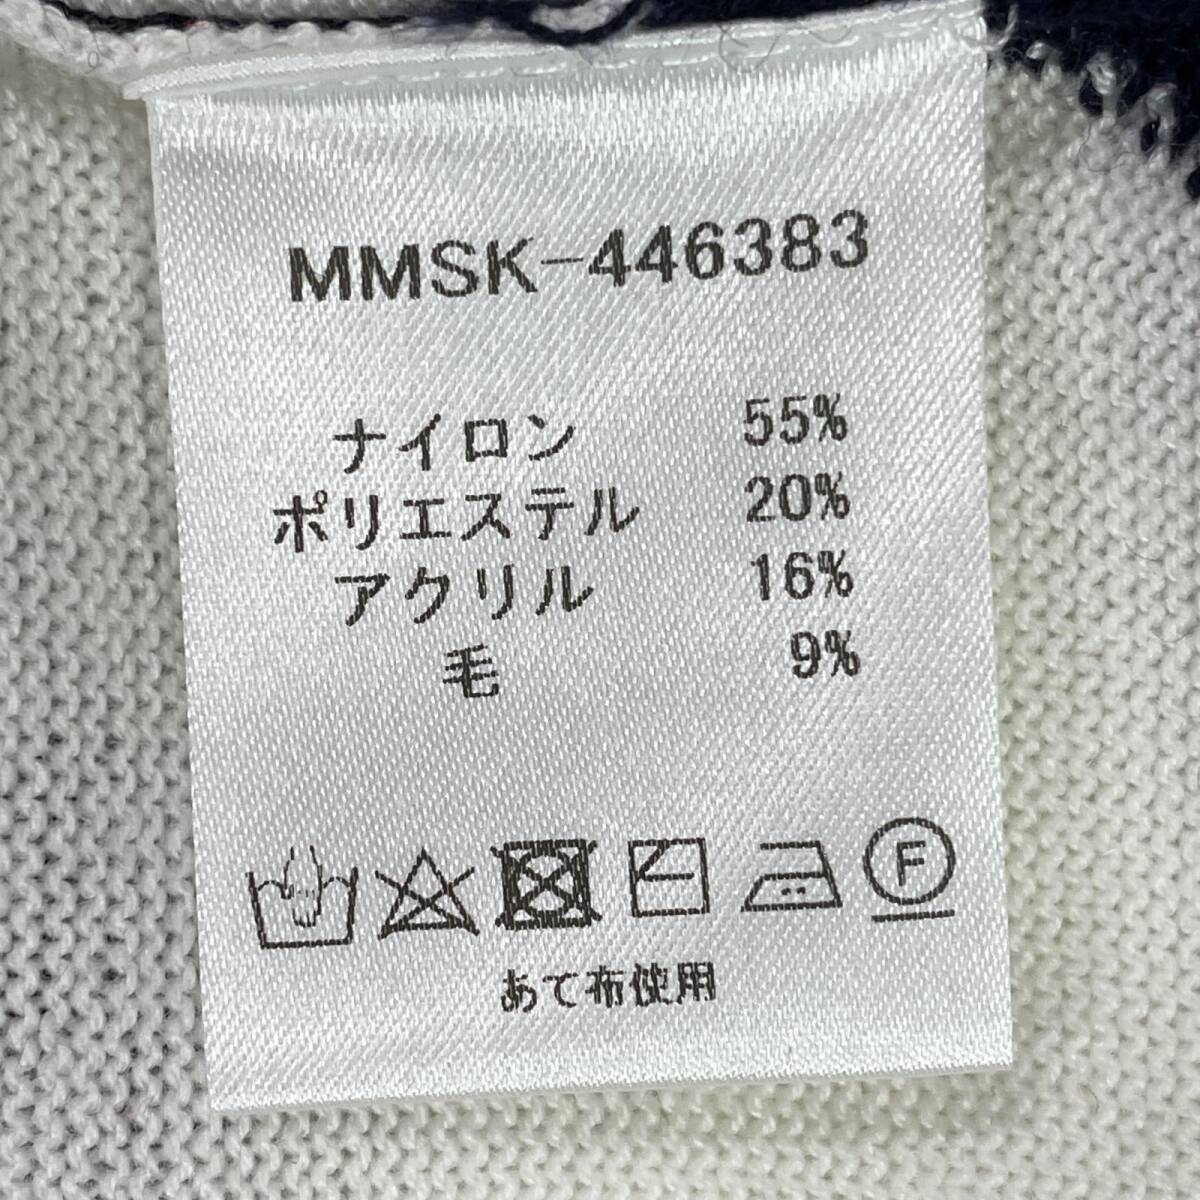 MMSK-446383
ナイロン 55%
ポリエステル 20%
アクリル 16%
毛 9%
F
あて布使用